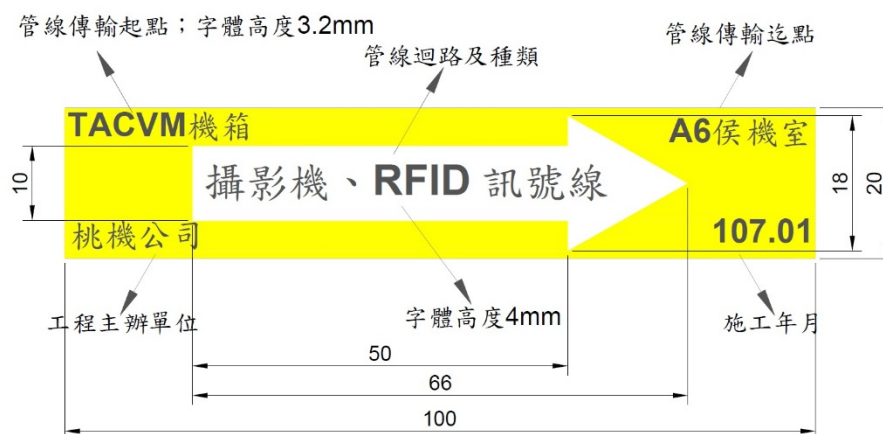 管線傳輸起點；字體高度3.2mm
管線傳輸迄點
管線迴路及種類
TACVM機箱
A6侯機室
10
攝影機、RFID 訊號線
18
20
桃機公司
107.01
工程主辦單位
字體高度4mm
施工年月
50
66
100